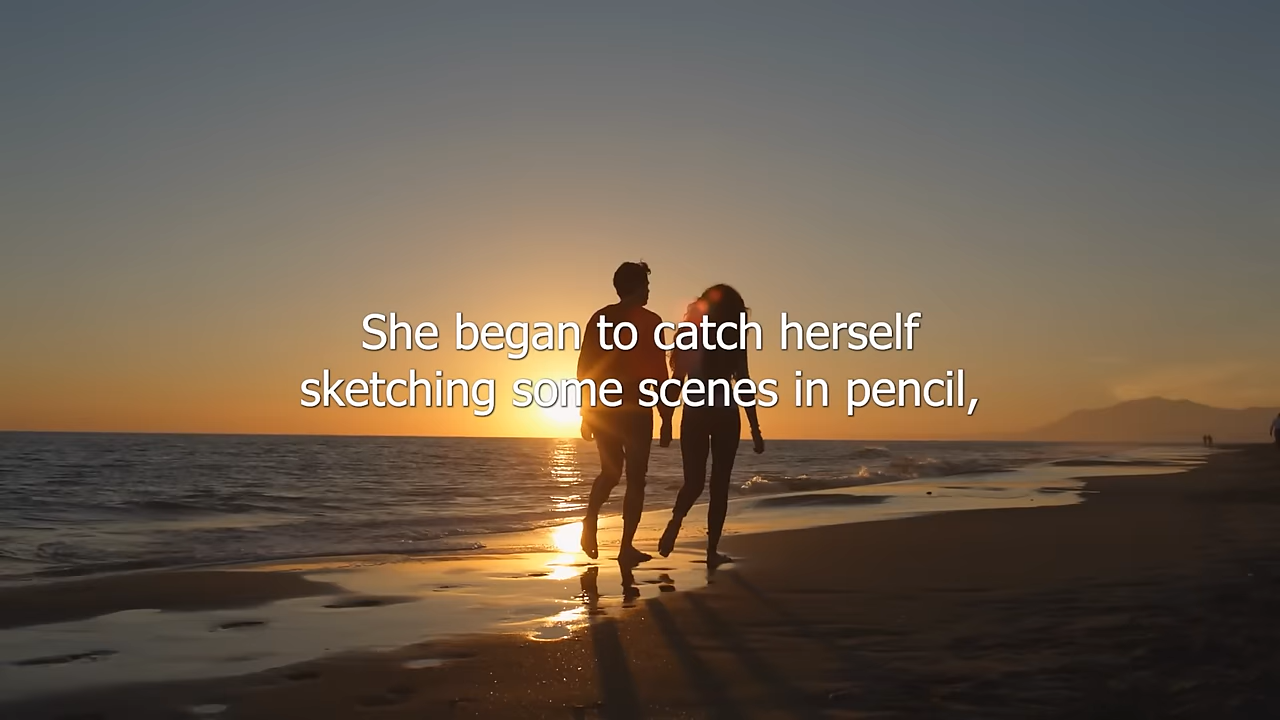 She began to catch herself
sketching some scenes in pencil,